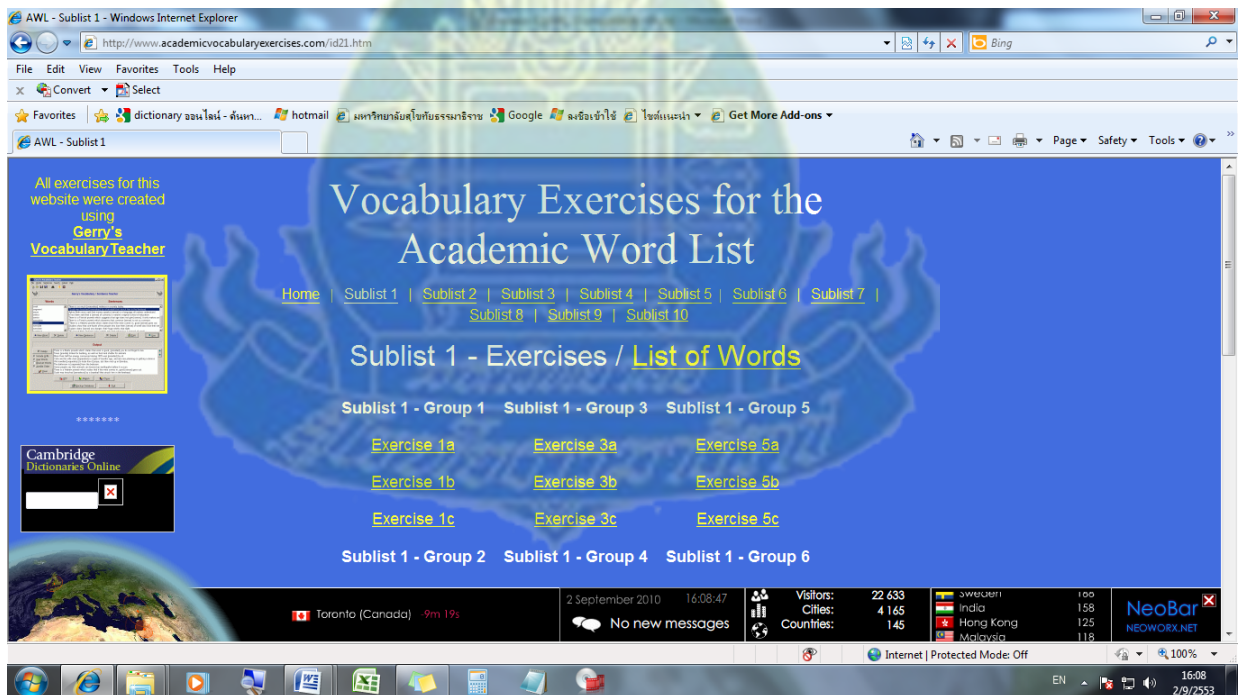 AWL - Sublist 1 - Windows Internet Explorer
http://www.academicvocabularyexercises.com/id21.htm
Bing
File Edit View Favorites Tools Help
x Convert Select
Favorites dictionary ออนไลน์ - ค้นหา... hotmail มหาวิทยาลัยสุโขทัยธรรมาธิราช Google ลงชื่อเข้าใช้ ไซต์แนะนำ Get More Add-ons
AWL - Sublist 1
Page Safety Tools
All exercises for this
website were created
using
Gerry's
VocabularyTeacher
*******
Cambridge
Dictionaries Online
Vocabulary Exercises for the
Academic Word List
Home | Sublist 1 | Sublist 2 | Sublist 3 | Sublist 4 | Sublist 5 | Sublist 6 | Sublist 7 |
Sublist 8 | Sublist 9 | Sublist 10
Sublist 1 - Exercises / List of Words
Sublist 1 - Group 1 Sublist 1 - Group 3 Sublist 1 - Group 5
Exercise 1a Exercise 3a Exercise 5a
Exercise 1b Exercise 3b Exercise 5b
Exercise 1c Exercise 3c Exercise 5c
Sublist 1 - Group 2 Sublist 1 - Group 4 Sublist 1 - Group 6
Toronto (Canada) -9m 19s
2 September 2010 16:08:47
No new messages
Visitors: 22 633
Cities: 4 165
Countries: 145
Sweden
India 158
Hong Kong 125
Malaysia 118
NeoBar
NEOWORX.NET
Internet | Protected Mode: Off
100%
EN
16:08
2/9/2553